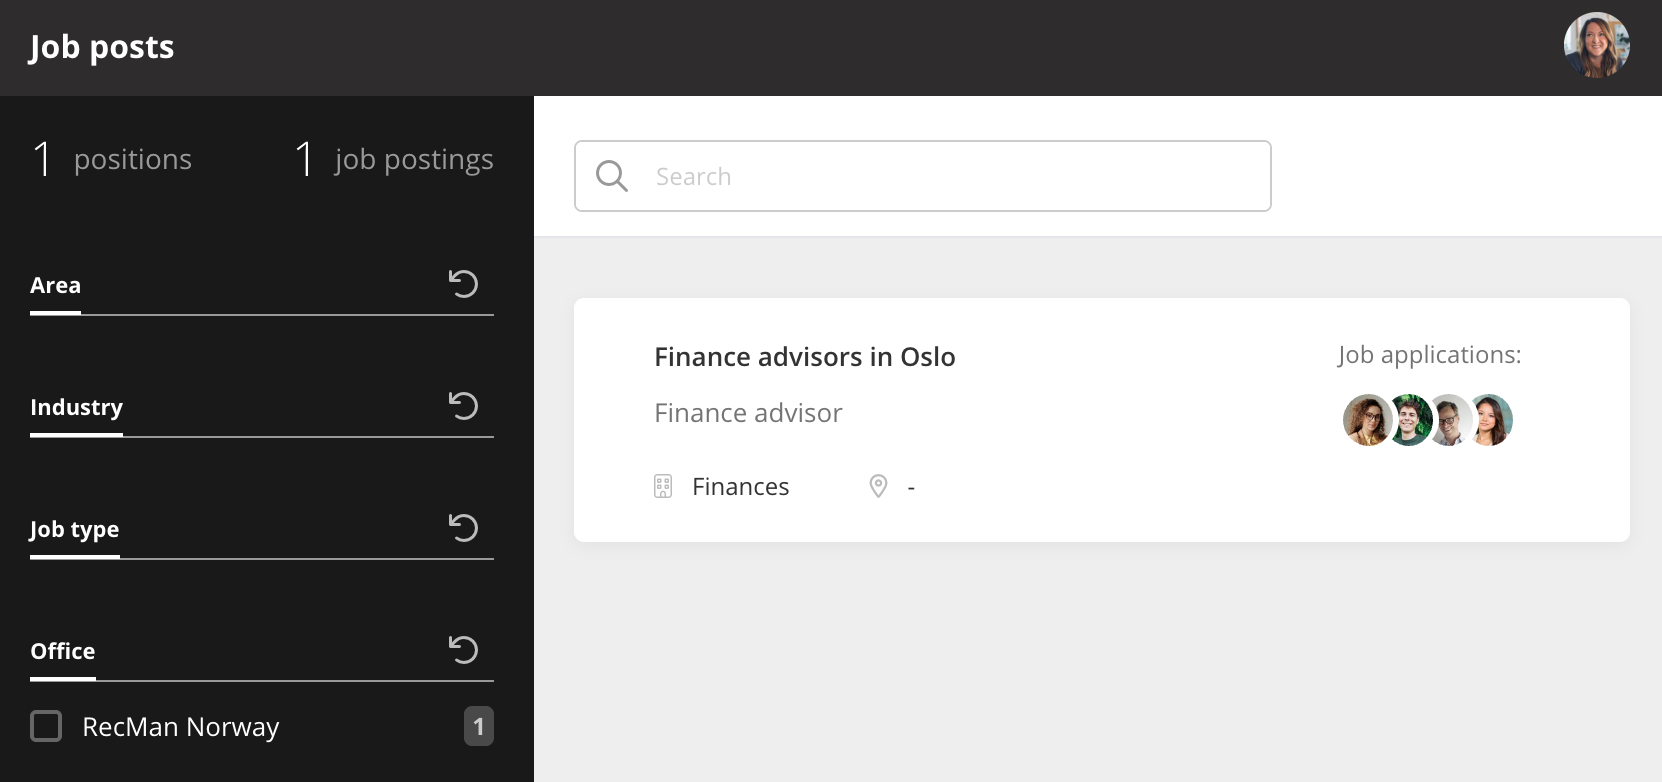 Job posts
1 positions 1 job postings
Area
Industry
Job type
Office
RecMan Norway 1
Search
Finance advisors in Oslo
Finance advisor
Finances -
Job applications: